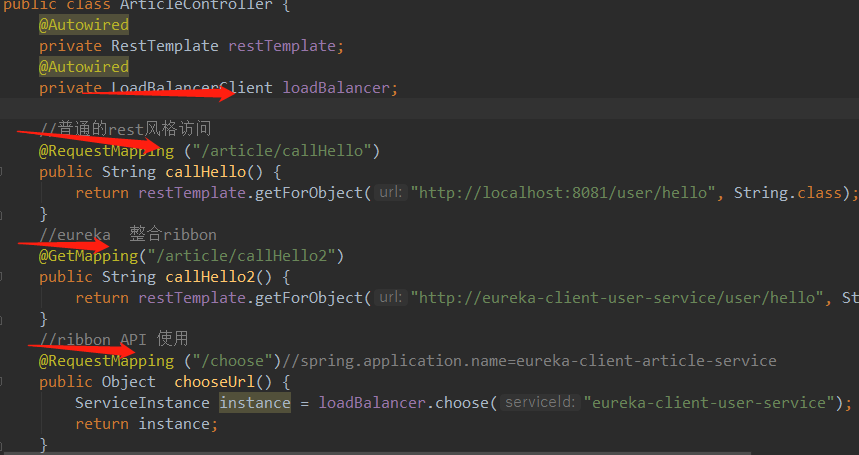 public class ArticleController {
@Autowired
private RestTemplate restTemplate;
@Autowired
private LoadBalancerClient loadBalancer;
//普通的rest风格访问
@RequestMapping ("/article/callHello")
public String callHello() {
return restTemplate.getForObject( url: "http://localhost:8081/user/hello", String.class);
}
//eureka  整合ribbon
@GetMapping("/article/callHello2")
public String callHello2() {
return restTemplate.getForObject( url: "http://eureka-client-user-service/user/hello", St
}
//ribbon API 使用
@RequestMapping ("/choose")//spring.application.name=eureka-client-article-service
public Object  chooseUrl() {
ServiceInstance instance = loadBalancer.choose( serviceId: "eureka-client-user-service");
return instance;
}